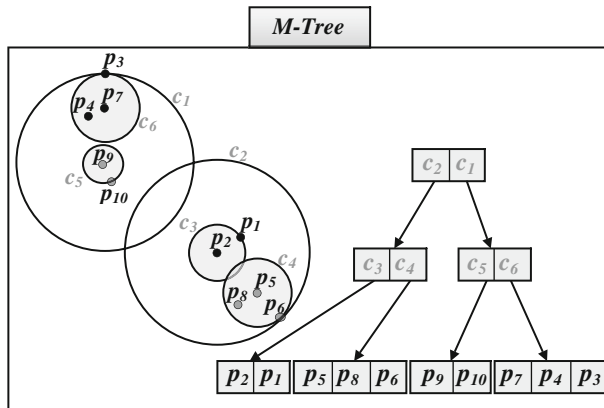 M-Tree
p3
p4 p7 c1
c6
p9 c2
c5
p10
c3 p1
p2
c4
p5
p8 p6
c2 c1
c3 c4 c5 c6
p2 p1 p5 p8 p6 p9 p10 p7 p4 p3